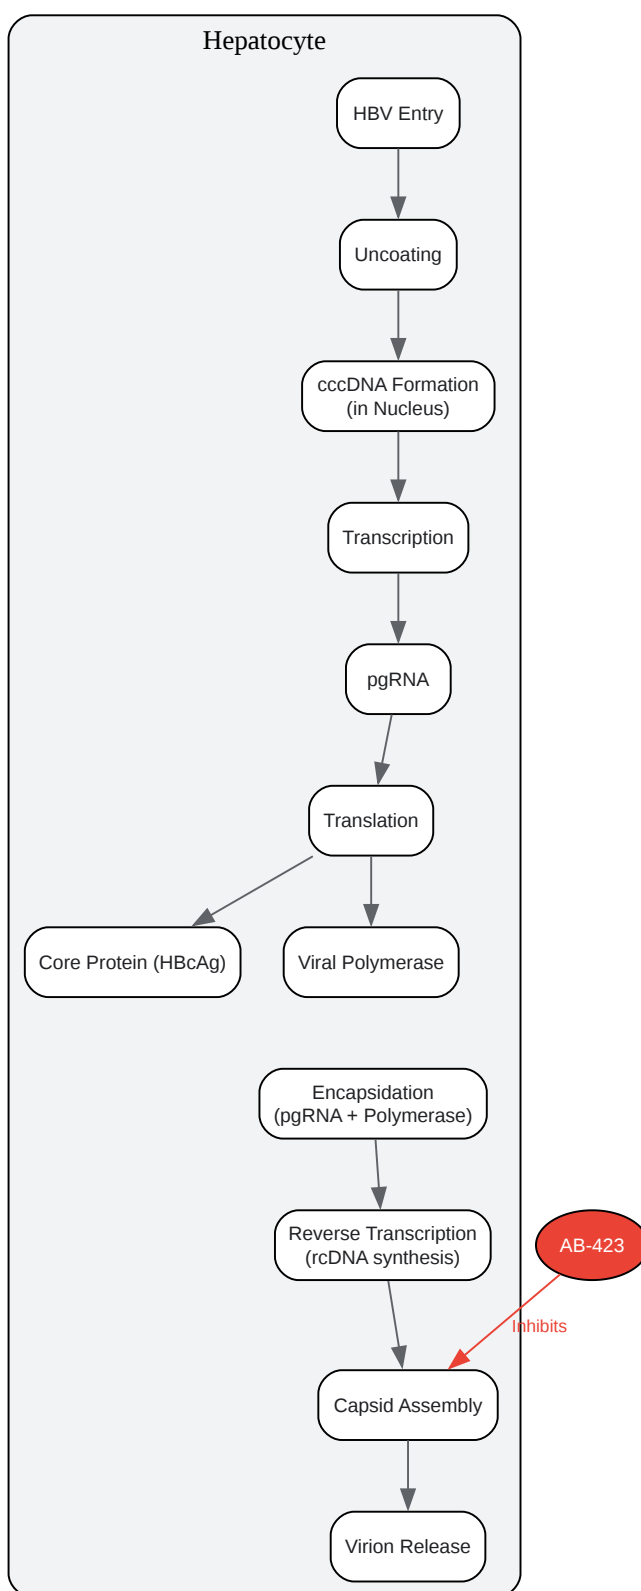 Hepatocyte
HBV Entry
Uncoating
cccDNA Formation
(in Nucleus)
Transcription
pgRNA
Translation
Core Protein (HBcAg)
Viral Polymerase
Encapsidation
(pgRNA + Polymerase)
Reverse Transcription
(rcDNA synthesis)
AB-423
Inhibits
Capsid Assembly
Virion Release